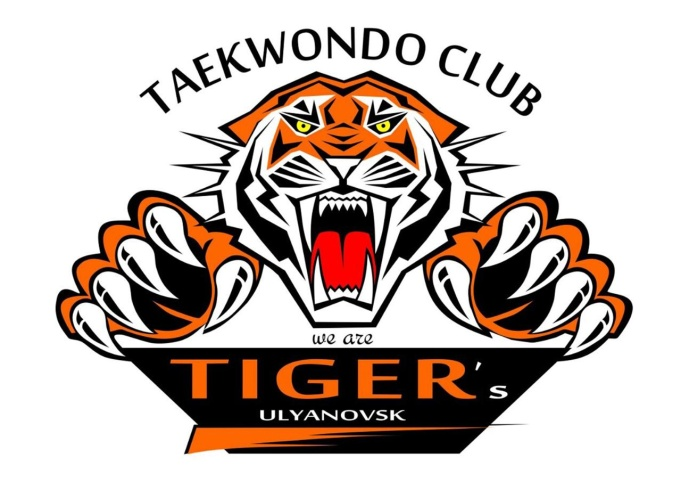 TAEKWONDO CLUB
we are
TIGER's
ULYANOVSK